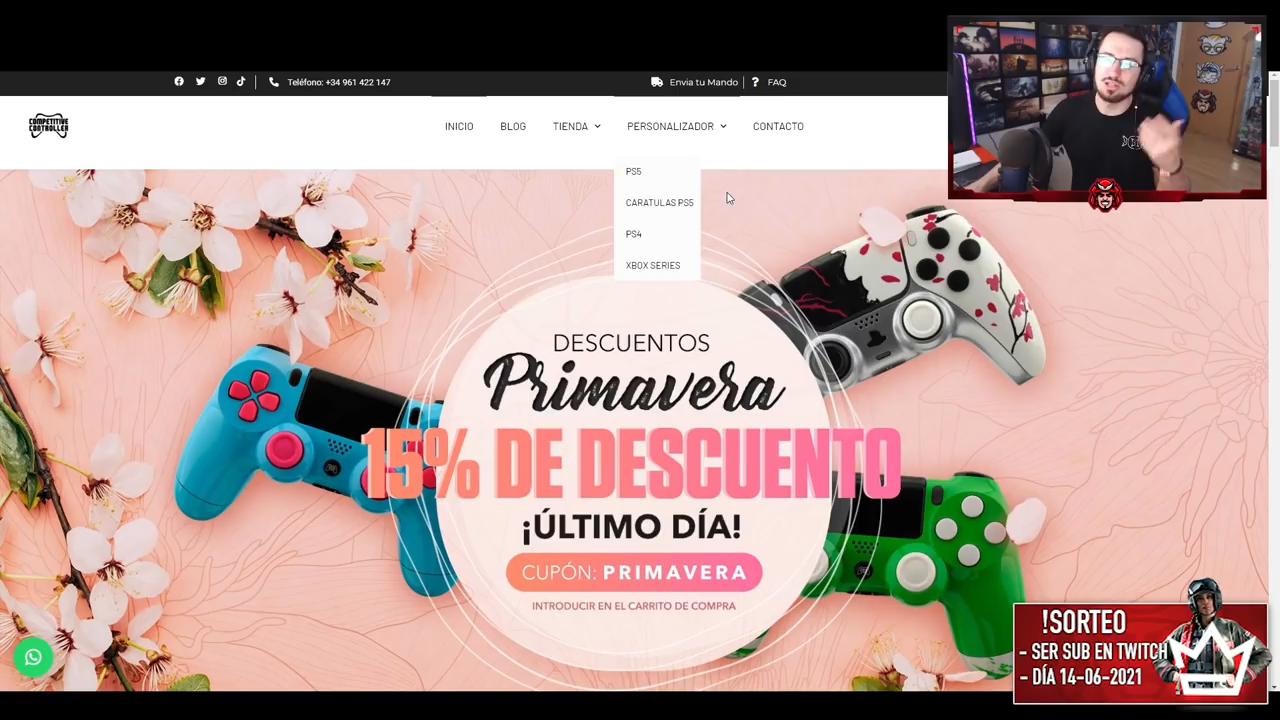 Teléfono: +34 961 422 147
Envia tu Mando
FAQ
COMPETITIVE
CONTROLLER
INICIO
BLOG
TIENDA
PERSONALIZADOR
CONTACTO
PS5
CARATULAS PS5
PS4
XBOX SERIES
DESCUENTOS
Primavera
15% DE DESCUENTO
¡ÚLTIMO DÍA!
CUPÓN: PRIMAVERA
INTRODUCIR EN EL CARRITO DE COMPRA
!SORTEO
- SER SUB EN TWITCH
- DÍA 14-06-2021